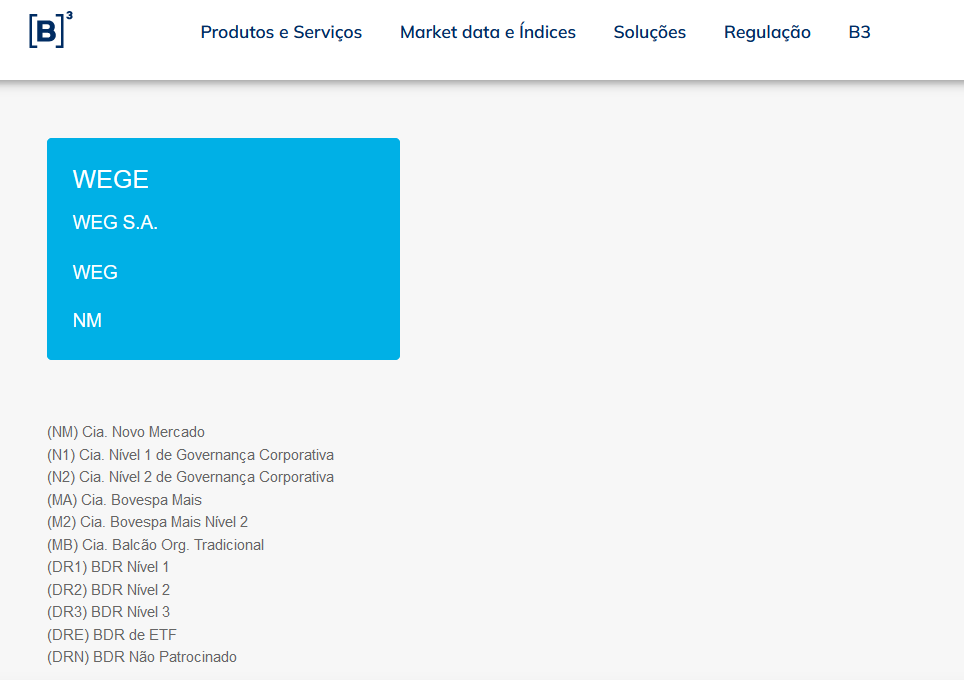 [B]³
Produtos e Serviços Market data e Índices Soluções Regulação B3
WEGE
WEG S.A.
WEG
NM
(NM) Cia. Novo Mercado
(N1) Cia. Nível 1 de Governança Corporativa
(N2) Cia. Nível 2 de Governança Corporativa
(MA) Cia. Bovespa Mais
(M2) Cia. Bovespa Mais Nível 2
(MB) Cia. Balcão Org. Tradicional
(DR1) BDR Nível 1
(DR2) BDR Nível 2
(DR3) BDR Nível 3
(DRE) BDR de ETF
(DRN) BDR Não Patrocinado